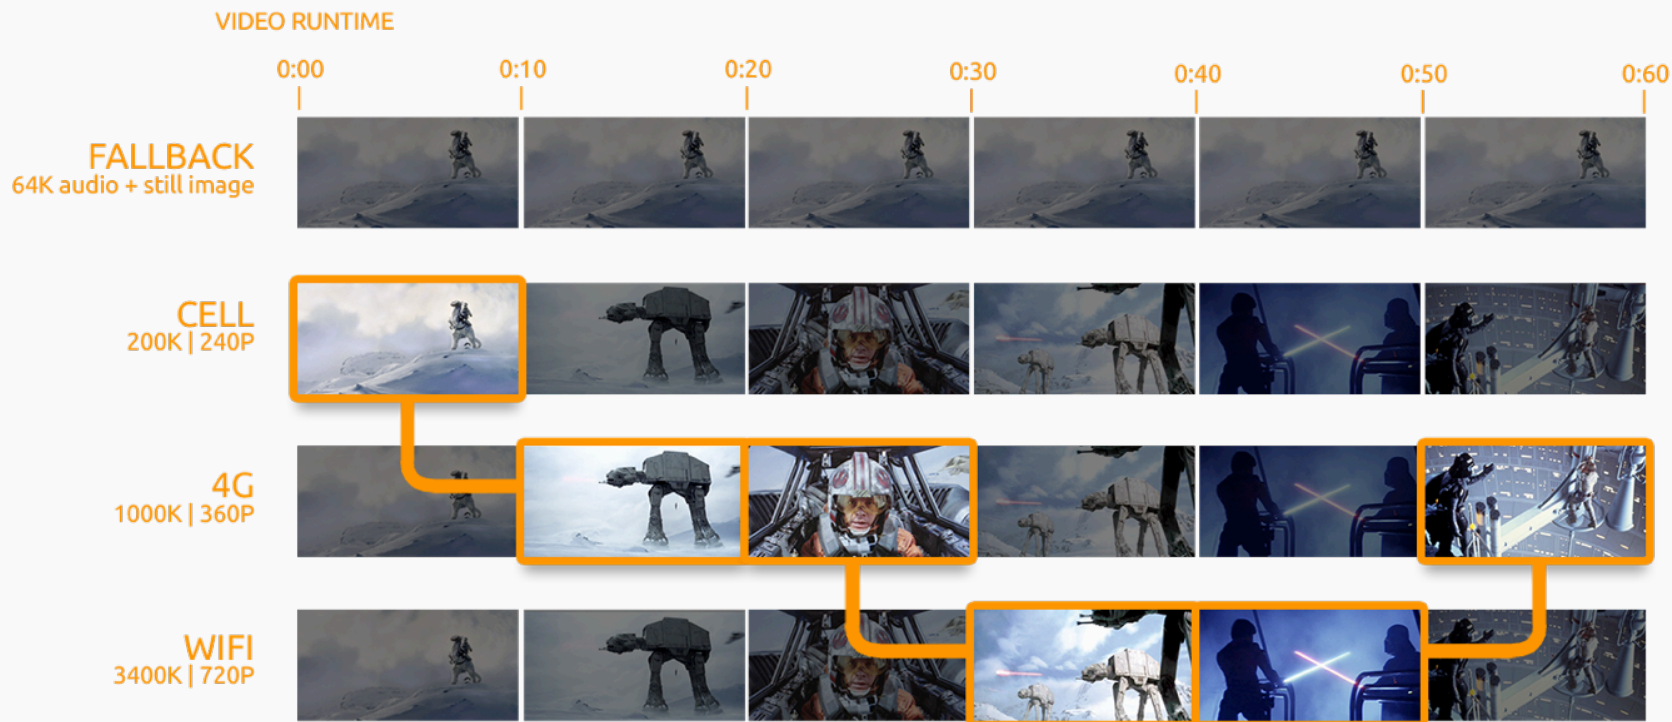 VIDEO RUNTIME
0:00 0:10 0:20 0:30 0:40 0:50 0:60
FALLBACK
64K audio + still image
CELL
200K | 240P
4G
1000K | 360P
WIFI
3400K | 720P